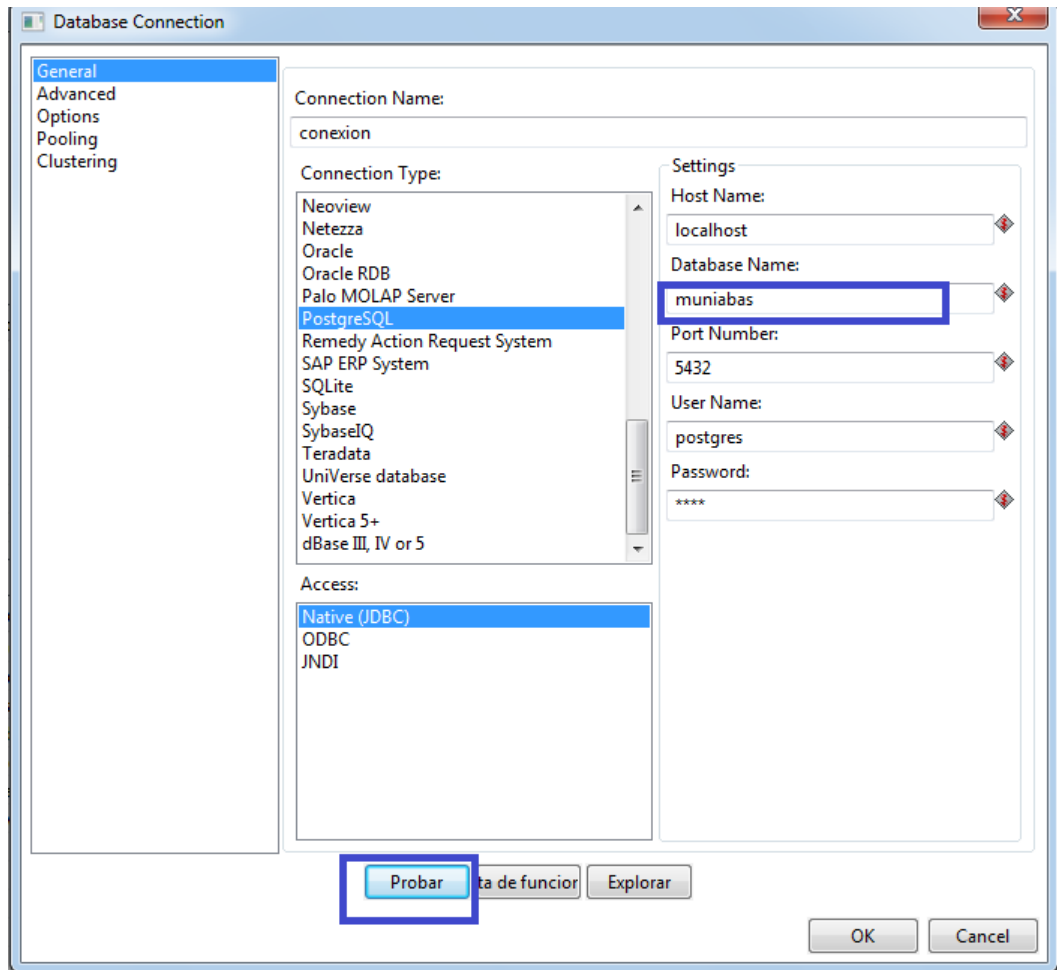 Database Connection
General
Advanced
Options
Pooling
Clustering
Connection Name:
conexion
Connection Type:
Neoview
Netezza
Oracle
Oracle RDB
Palo MOLAP Server
PostgreSQL
Remedy Action Request System
SAP ERP System
SQLite
Sybase
SybaseIQ
Teradata
UniVerse database
Vertica
Vertica 5+
dBase III, IV or 5
Access:
Native (JDBC)
ODBC
JNDI
Settings
Host Name:
localhost
Database Name:
muniabas
Port Number:
5432
User Name:
postgres
Password:
****
Probar
ta de funcior
Explorar
OK
Cancel